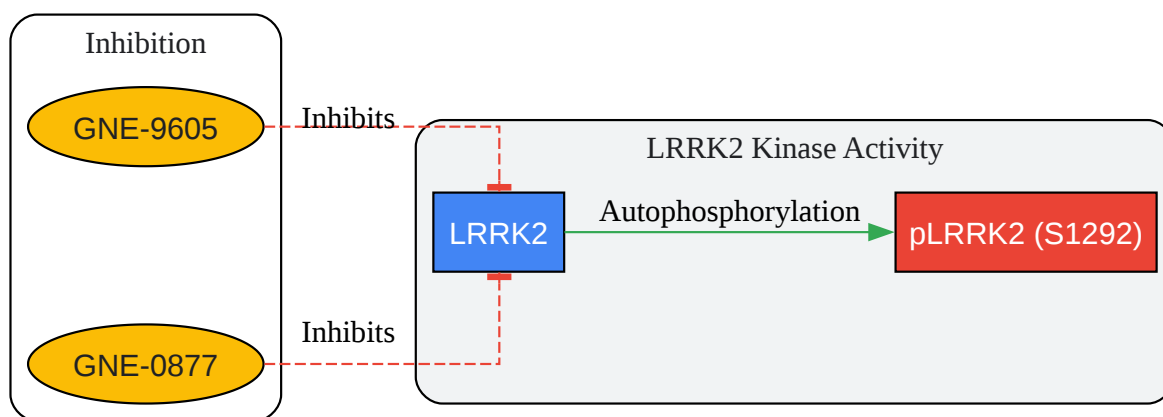 Inhibition
GNE-9605
Inhibits
LRRK2 Kinase Activity
LRRK2
Autophosphorylation
pLRRK2 (S1292)
Inhibits
GNE-0877